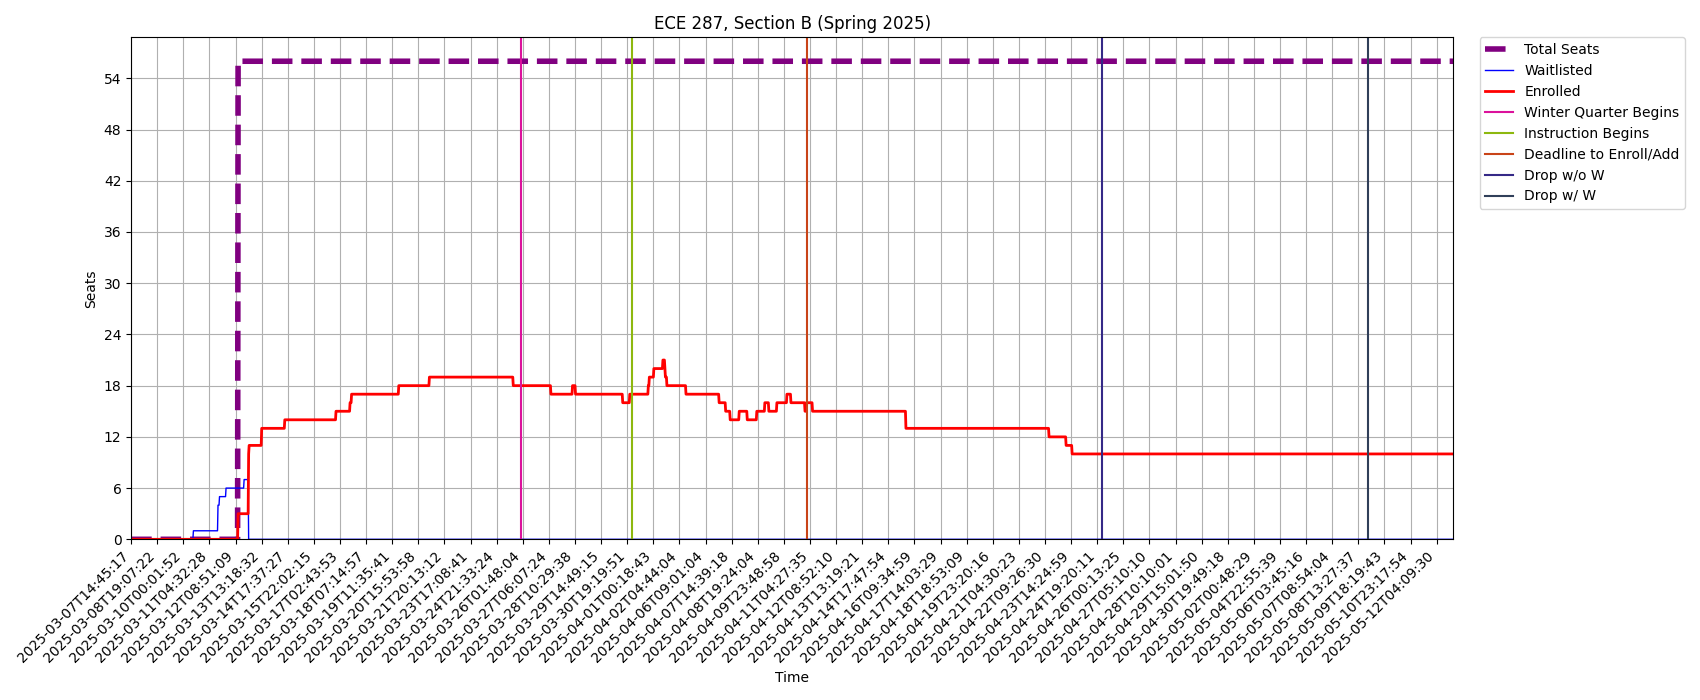 ECE 287, Section B (Spring 2025)
Total Seats
Waitlisted
Enrolled
Winter Quarter Begins
Instruction Begins
Deadline to Enroll/Add
Drop w/o W
Drop w/ W
Seats
54
48
42
36
30
24
18
12
6
0
2025-03-07T14:45:17
2025-03-08T19:07:22
2025-03-10T00:01:52
2025-03-11T04:32:28
2025-03-12T08:51:09
2025-03-13T13:18:32
2025-03-14T17:37:27
2025-03-15T22:02:15
2025-03-17T02:43:53
2025-03-18T07:14:57
2025-03-19T11:35:41
2025-03-20T15:53:58
2025-03-21T20:13:12
2025-03-23T17:08:41
2025-03-24T21:33:24
2025-03-26T01:48:04
2025-03-27T06:07:24
2025-03-28T10:29:38
2025-03-29T14:49:15
2025-03-30T19:19:51
2025-04-01T00:18:43
2025-04-02T04:44:04
2025-04-06T09:01:04
2025-04-07T14:39:18
2025-04-08T19:24:04
2025-04-09T23:48:58
2025-04-11T04:27:35
2025-04-12T08:52:10
2025-04-13T13:19:21
2025-04-14T17:47:54
2025-04-16T09:34:59
2025-04-17T14:03:29
2025-04-18T18:53:09
2025-04-19T23:20:16
2025-04-21T04:30:23
2025-04-22T09:26:30
2025-04-23T14:24:59
2025-04-24T19:20:11
2025-04-26T00:13:25
2025-04-27T05:10:10
2025-04-28T10:10:01
2025-04-29T15:01:50
2025-04-30T19:49:18
2025-05-02T00:48:29
2025-05-04T22:55:39
2025-05-06T03:45:16
2025-05-07T08:54:04
2025-05-08T13:27:37
2025-05-09T18:19:43
2025-05-10T23:17:54
2025-05-12T04:09:30
Time